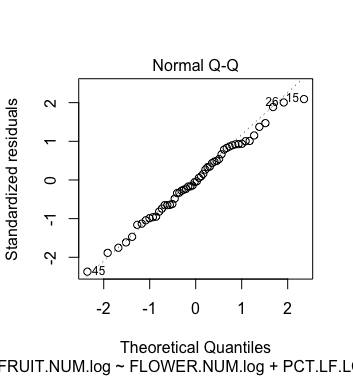 Normal Q-Q
Standardized residuals
2
1
0
-1
-2
26
15
45
-2 -1 0 1 2
Theoretical Quantiles
FRUIT.NUM.log ~ FLOWER.NUM.log + PCT.LF.L